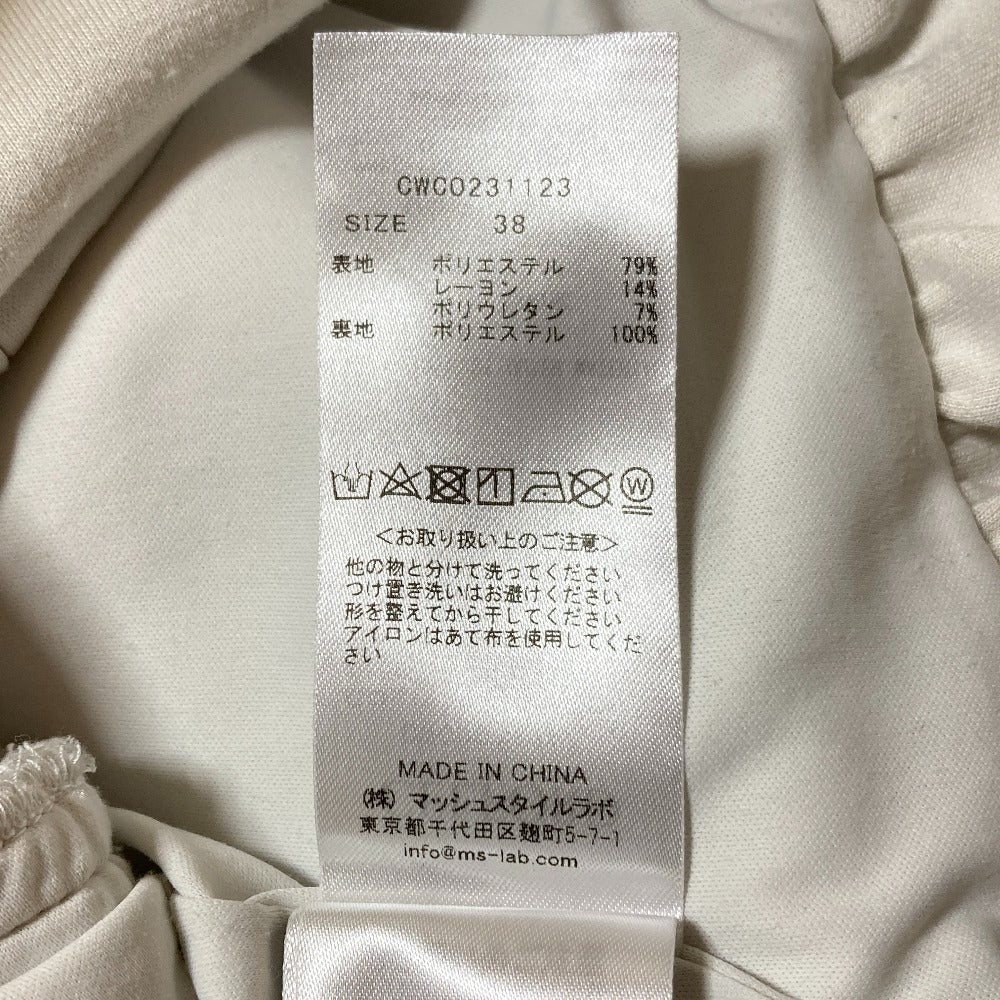 CWCO231123
SIZE 38
表地 ポリエステル 79%
レーヨン 14%
ポリウレタン 7%
裏地 ポリエステル 100%
W
＜お取り扱い上のご注意＞
他の物と分けて洗ってください
つけ置き洗いはお避けください
形を整えてから干してください
アイロンはあて布を使用してくだ
さい
MADE IN CHINA
(株) マッシュスタイルラボ
東京都千代田区麹町5-7-1
info@ms-lab.com